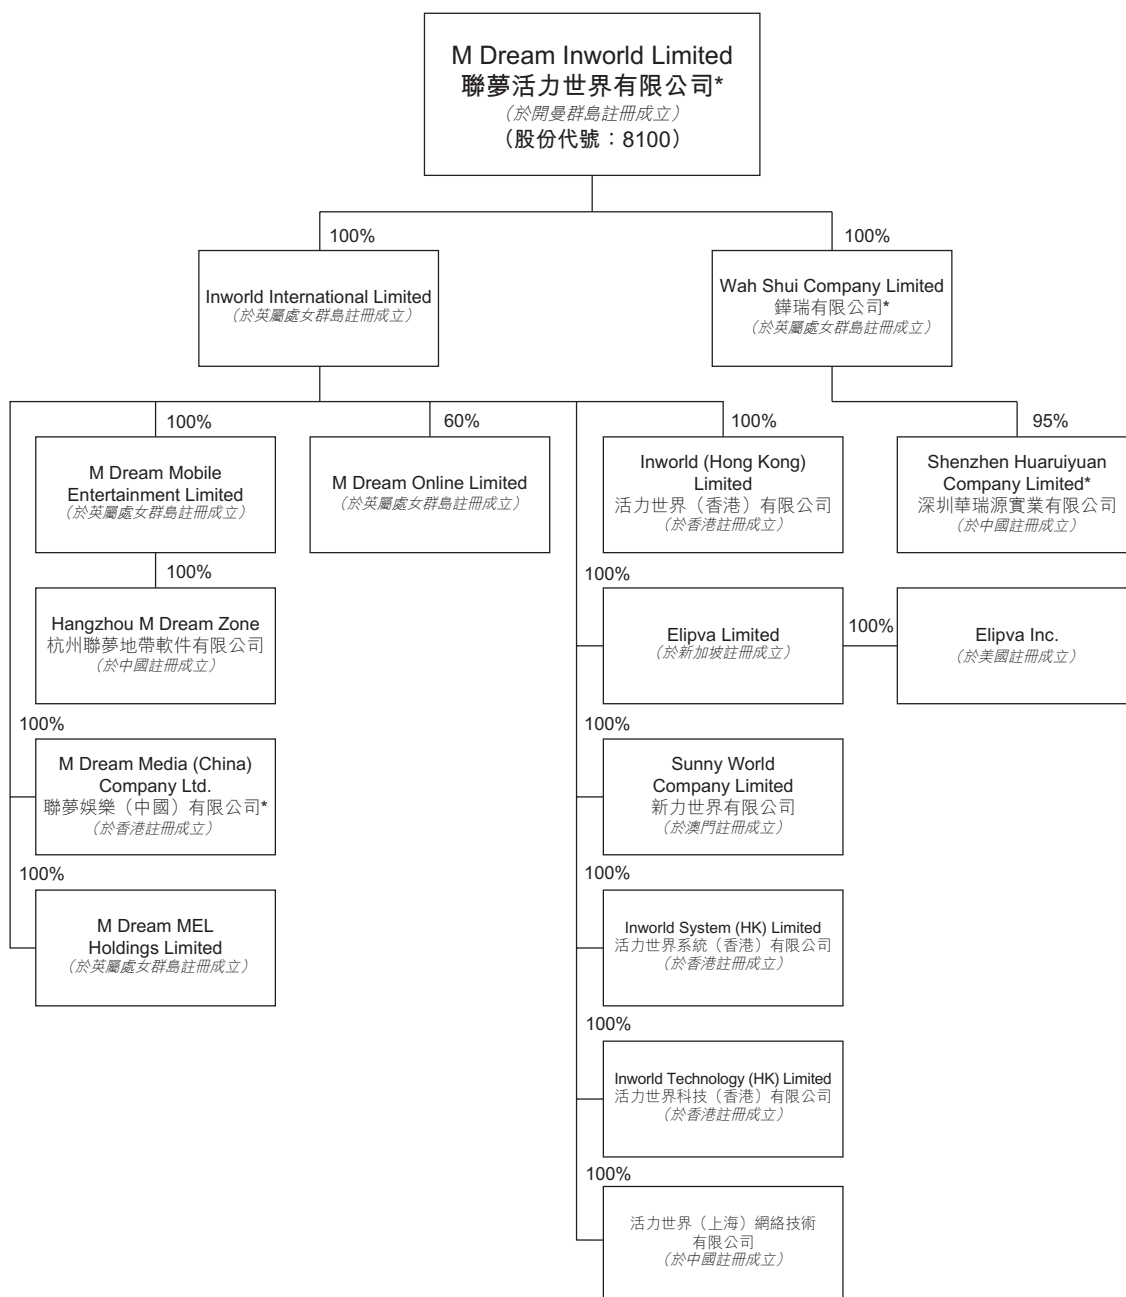 M Dream Inworld Limited
聯夢活力世界有限公司*
（於開曼群島註冊成立）
（股份代號：8100）
100%
100%
Inworld International Limited
（於英屬處女群島註冊成立）
Wah Shui Company Limited
鏵瑞有限公司*
（於英屬處女群島註冊成立）
100%
60%
100%
95%
M Dream Mobile
Entertainment Limited
（於英屬處女群島註冊成立）
M Dream Online Limited
（於英屬處女群島註冊成立）
Inworld (Hong Kong)
Limited
活力世界（香港）有限公司
（於香港註冊成立）
Shenzhen Huaruiyuan
Company Limited*
深圳華瑞源實業有限公司
（於中國註冊成立）
100%
100%
Hangzhou M Dream Zone
杭州聯夢地帶軟件有限公司
（於中國註冊成立）
Elipva Limited
（於新加坡註冊成立）
100%
Elipva Inc.
（於美國註冊成立）
100%
100%
M Dream Media (China)
Company Ltd.
聯夢娛樂（中國）有限公司*
（於香港註冊成立）
Sunny World
Company Limited
新力世界有限公司
（於澳門註冊成立）
100%
100%
M Dream MEL
Holdings Limited
（於英屬處女群島註冊成立）
Inworld System (HK) Limited
活力世界系統（香港）有限公司
（於香港註冊成立）
100%
Inworld Technology (HK) Limited
活力世界科技（香港）有限公司
（於香港註冊成立）
100%
活力世界（上海）網絡技術
有限公司
（於中國註冊成立）